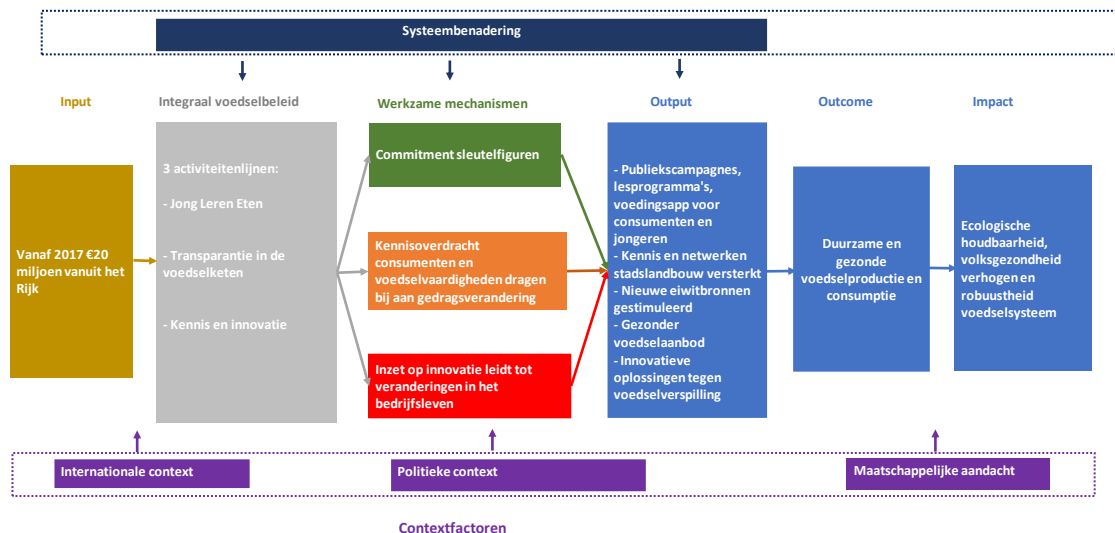 Systeembenadering
Input
Integraal voedselbeleid
Werkzame mechanismen
Output
Outcome
Impact
Vanaf 2017 €20
miljoen vanuit het
Rijk
3 activiteitenlijnen:
- Jong Leren Eten
- Transparantie in de
voedselketen
- Kennis en innovatie
Commitment sleutelfiguren
Kennisoverdracht
consumenten en
voedselvaardigheden dragen
bij aan gedragsverandering
Inzet op innovatie leidt tot
veranderingen in het
bedrijfsleven
- Publiekscampagnes,
lesprogramma's,
voedingsapp voor
consumenten en
jongeren
- Kennis en netwerken
stadslandbouw versterkt
- Nieuwe eiwitbronnen
gestimuleerd
- Gezonder
voedselaanbod
- Innovatieve
oplossingen tegen
voedselverspilling
Duurzame en
gezonde
voedselproductie en
consumptie
Ecologische
houdbaarheid,
volksgezondheid
verhogen en
robuustheid
voedselsysteem
Internationale context
Politieke context
Maatschappelijke aandacht
Contextfactoren